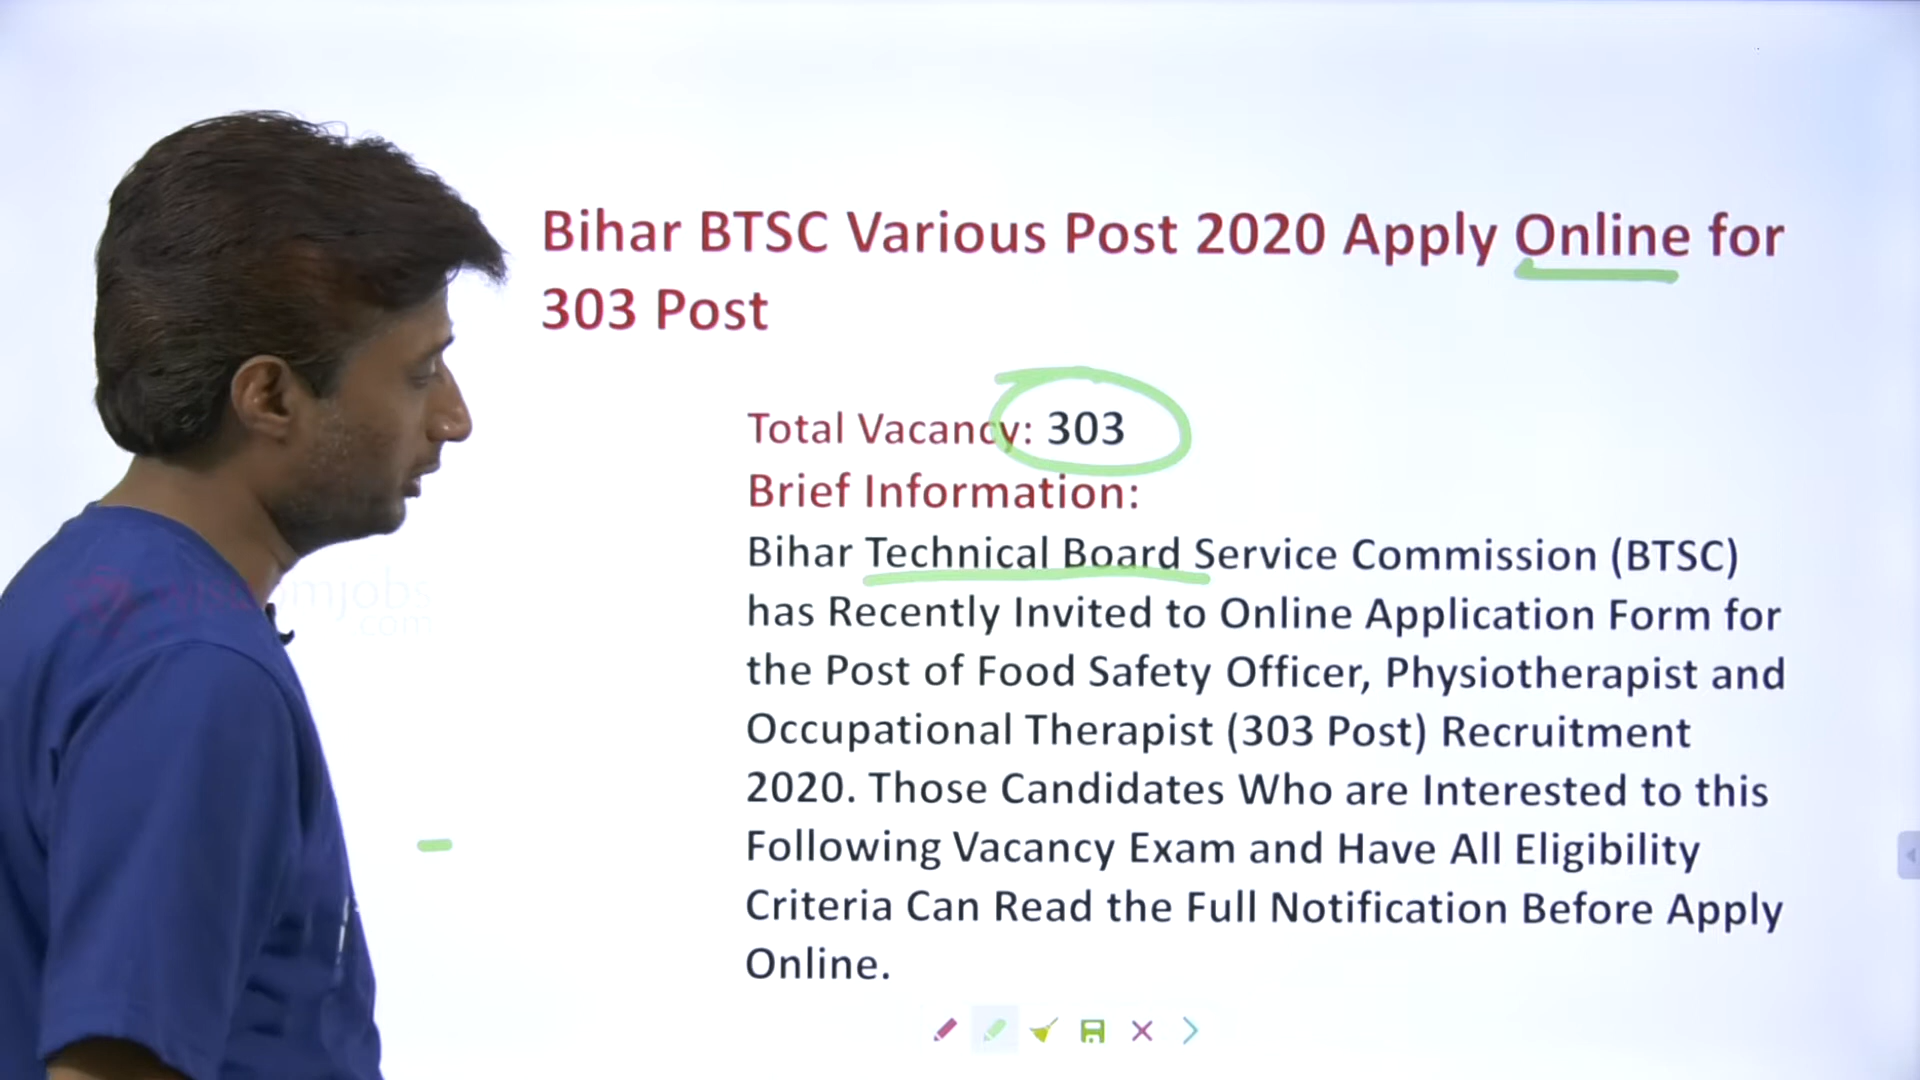 Bihar BTSC Various Post 2020 Apply Online for
303 Post
Total Vacancy: 303
Brief Information:
Bihar Technical Board Service Commission (BTSC)
has Recently Invited to Online Application Form for
the Post of Food Safety Officer, Physiotherapist and
Occupational Therapist (303 Post) Recruitment
2020. Those Candidates Who are Interested to this
Following Vacancy Exam and Have All Eligibility
Criteria Can Read the Full Notification Before Apply
Online.
wisdomjobs
.com